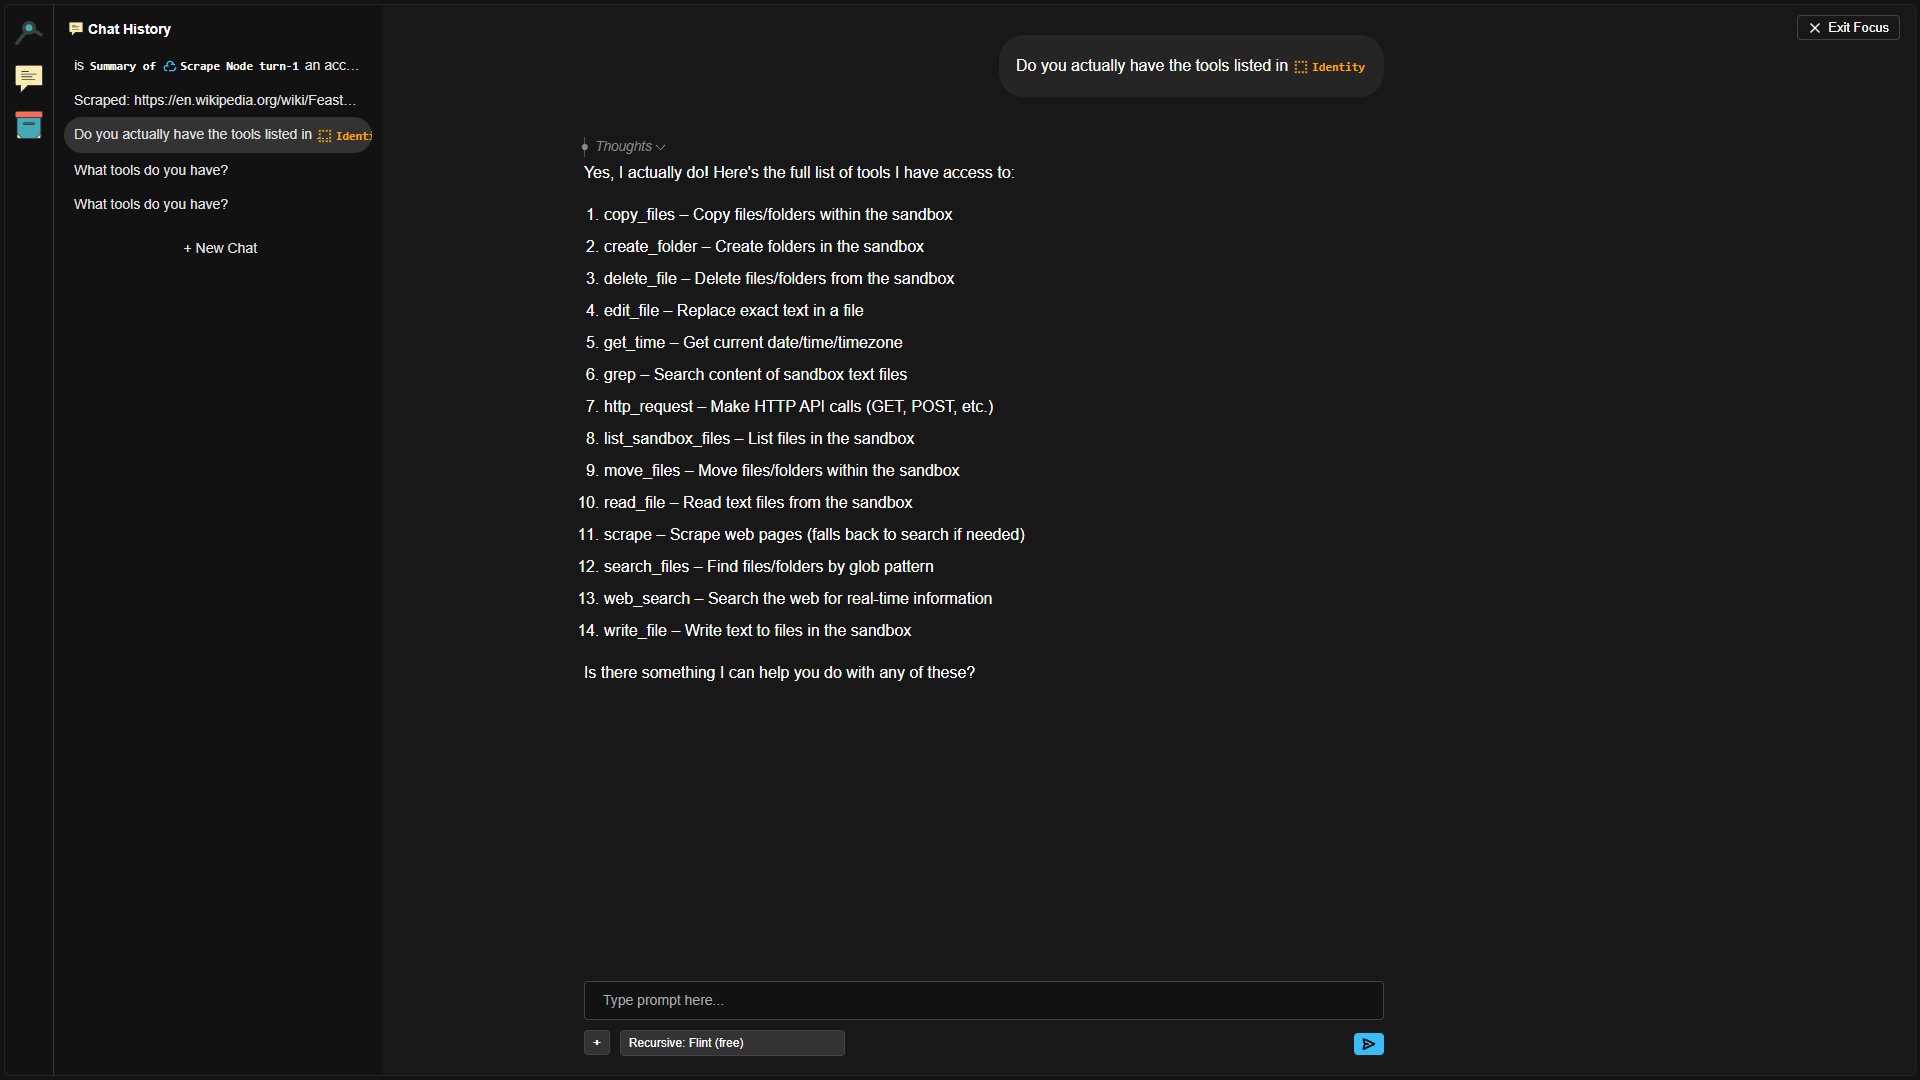 Chat History
is Summary of Scrape Node turn-1 an acc...
Scraped: https://en.wikipedia.org/wiki/Feast...
Do you actually have the tools listed in Identi
What tools do you have?
What tools do you have?
+ New Chat
Exit Focus
Do you actually have the tools listed in Identity
Thoughts
Yes, I actually do! Here's the full list of tools I have access to:
1. copy_files – Copy files/folders within the sandbox
2. create_folder – Create folders in the sandbox
3. delete_file – Delete files/folders from the sandbox
4. edit_file – Replace exact text in a file
5. get_time – Get current date/time/timezone
6. grep – Search content of sandbox text files
7. http_request – Make HTTP API calls (GET, POST, etc.)
8. list_sandbox_files – List files in the sandbox
9. move_files – Move files/folders within the sandbox
10. read_file – Read text files from the sandbox
11. scrape – Scrape web pages (falls back to search if needed)
12. search_files – Find files/folders by glob pattern
13. web_search – Search the web for real-time information
14. write_file – Write text to files in the sandbox
Is there something I can help you do with any of these?
Type prompt here...
+ Recursive: Flint (free)